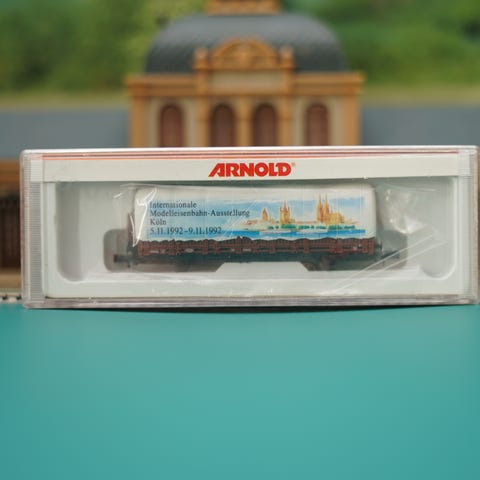 ARNOLD®
Internationale
Modelleisenbahn-Ausstellung
Köln
5.11.1992-9.11.1992